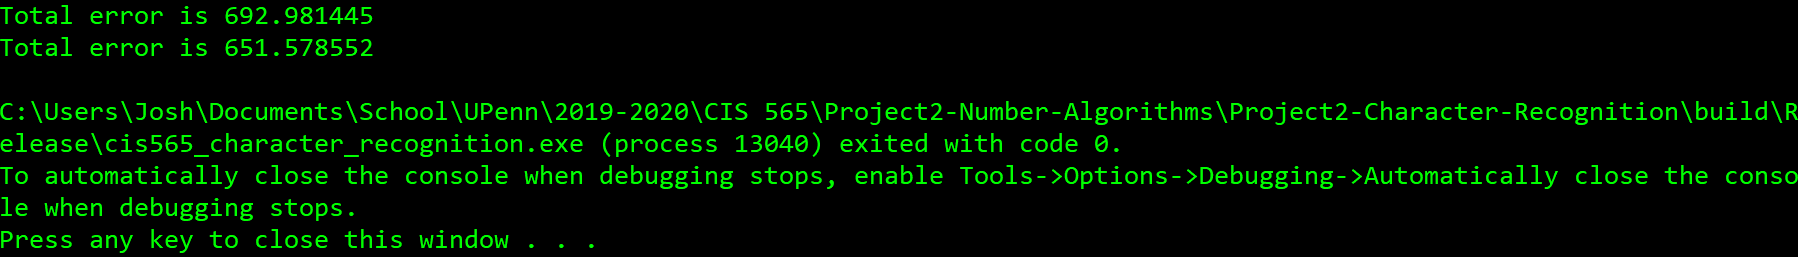 Total error is 692.981445
Total error is 651.578552
C:\Users\Josh\Documents\School\UPenn\2019-2020\CIS 565\Project2-Number-Algorithms\Project2-Character-Recognition\build\R
elease\cis565_character_recognition.exe (process 13040) exited with code 0.
To automatically close the console when debugging stops, enable Tools->Options->Debugging->Automatically close the conso
le when debugging stops.
Press any key to close this window . . .